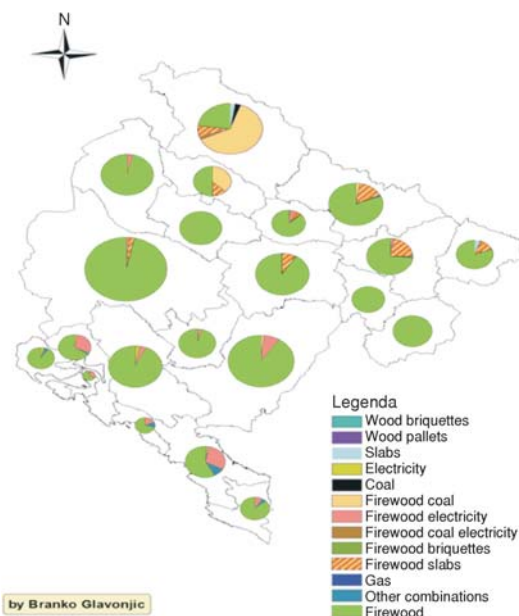 N
Legenda
Wood briquettes
Wood pallets
Slabs
Electricity
Coal
Firewood coal
Firewood electricity
Firewood coal electricity
Firewood briquettes
Firewood slabs
Gas
Other combinations
Firewood
by Branko Glavonjic